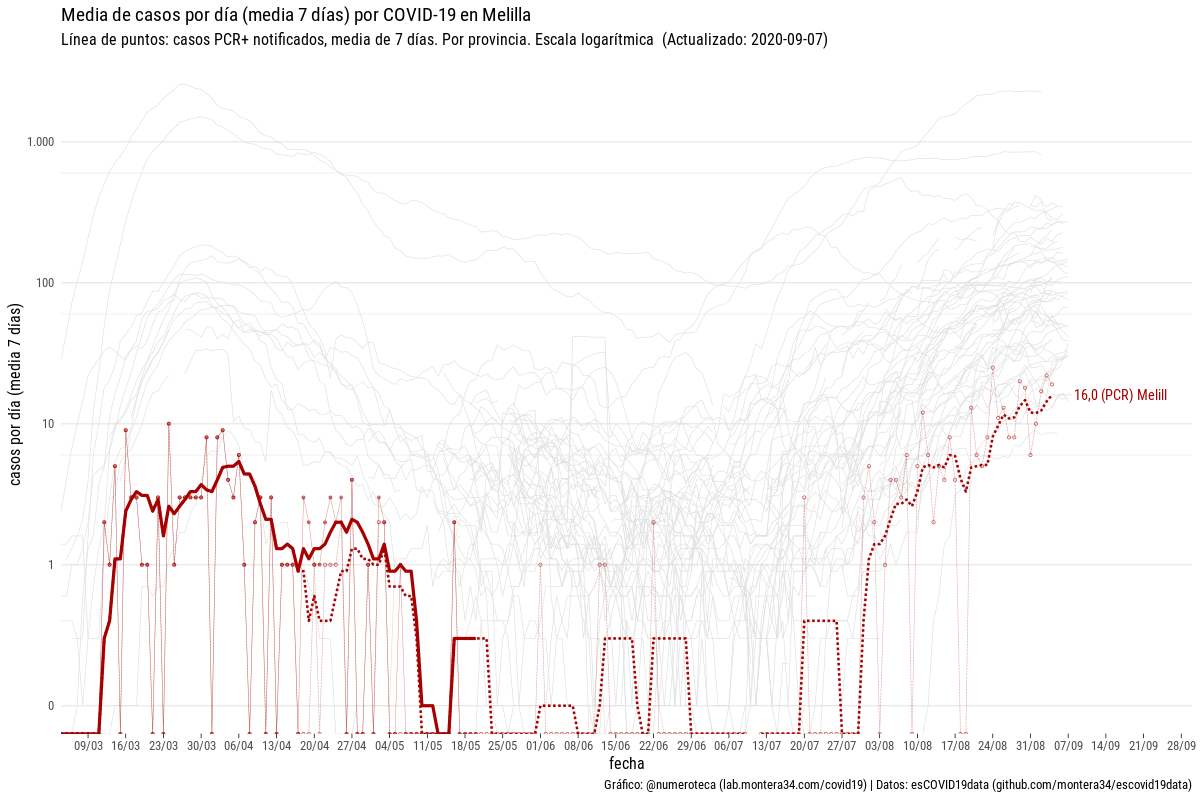 Media de casos por día (media 7 días) por COVID-19 en Melilla
Línea de puntos: casos PCR+ notificados, media de 7 días. Por provincia. Escala logarítmica (Actualizado: 2020-09-07)
casos por día (media 7 días)
1.000
100
10
1
0
16,0 (PCR) Melill
09/03 16/03 23/03 30/03 06/04 13/04 20/04 27/04 04/05 11/05 18/05 25/05 01/06 08/06 15/06 22/06 29/06 06/07 13/07 20/07 27/07 03/08 10/08 17/08 24/08 31/08 07/09 14/09 21/09 28/09
fecha
Gráfico: @numeroteca (lab.montera34.com/covid19) | Datos: esCOVID19data (github.com/montera34/escovid19data)